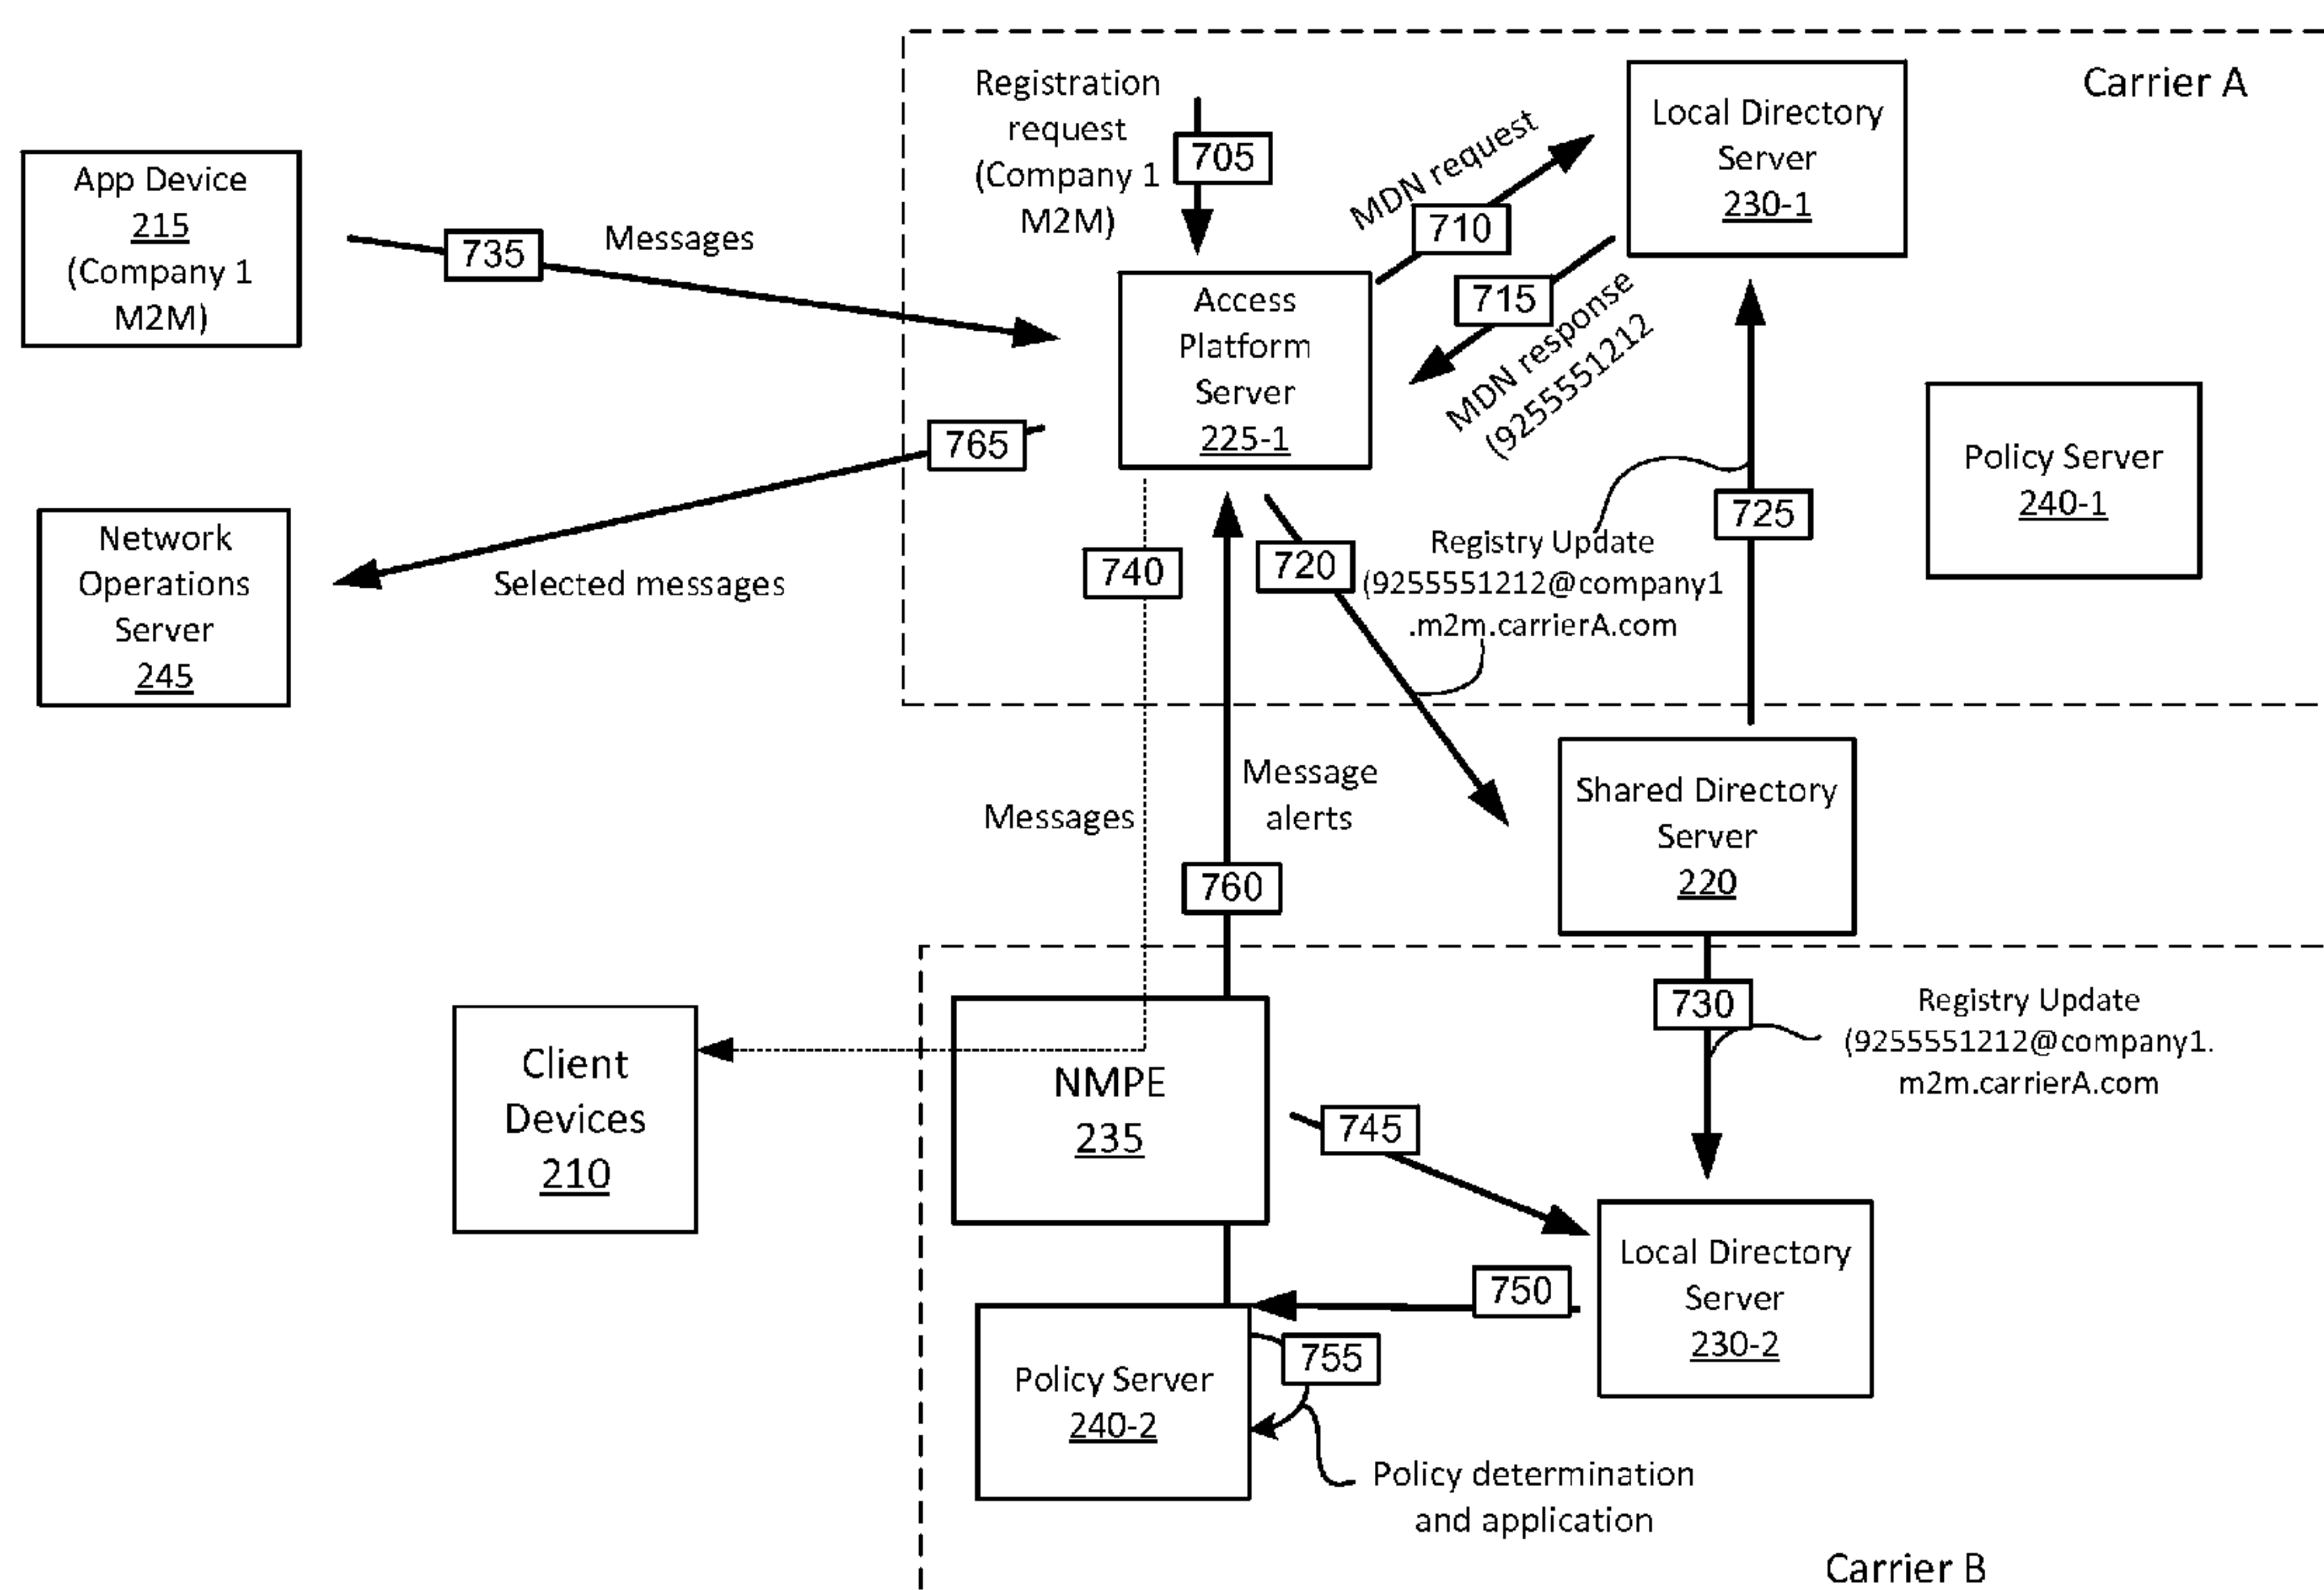 Carrier A
Registration
request
(Company 1
M2M)
705
MDN request
710
Local Directory
Server
230-1
App Device
215
(Company 1
M2M)
735
Messages
Access
Platform
Server
225-1
715
MDN response
(9255551212
Policy Server
240-1
765
Selected messages
Network
Operations
Server
245
740
720
Registry Update
(9255551212@company1
.m2m.carrierA.com
725
Messages
Message
alerts
760
Shared Directory
Server
220
730
Registry Update
(9255551212@company1.
m2m.carrierA.com
Client
Devices
210
NMPE
235
745
750
Local Directory
Server
230-2
Policy Server
240-2
755
Policy determination
and application
Carrier B